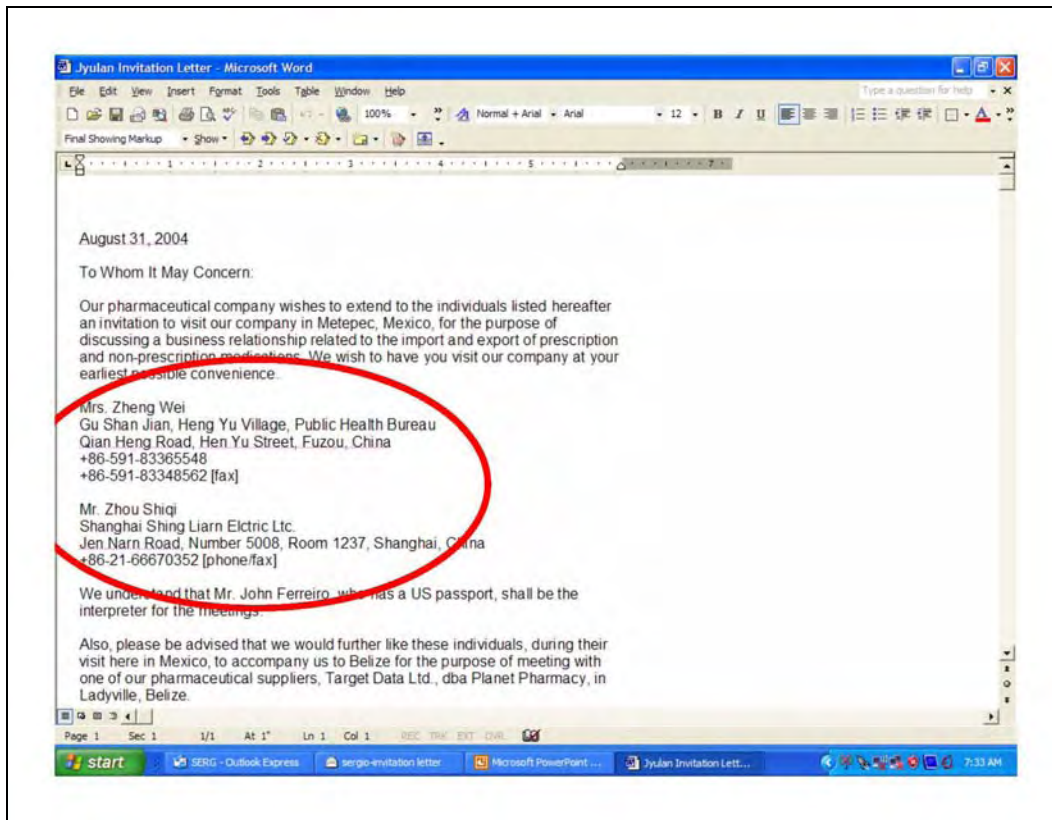 Jyulan Invitation Letter - Microsoft Word
File Edit View Insert Format Tools Table Window Help Type a question for help
100% Normal + Arial Arial 12 B I U
Final Showing Markup Show
1 2 3 4 5 7
August 31, 2004
To Whom It May Concern:
Our pharmaceutical company wishes to extend to the individuals listed hereafter
an invitation to visit our company in Metepec, Mexico, for the purpose of
discussing a business relationship related to the import and export of prescription
and non-prescription medications. We wish to have you visit our company at your
earliest possible convenience.
Mrs. Zheng Wei
Gu Shan Jian, Heng Yu Village, Public Health Bureau
Qian Heng Road, Hen Yu Street, Fuzou, China
+86-591-83365548
+86-591-83348562 [fax]
Mr. Zhou Shiqi
Shanghai Shing Liarn Elctric Ltc.
Jen Narn Road, Number 5008, Room 1237, Shanghai, China
+86-21-66670352 [phone/fax]
We understand that Mr. John Ferreiro, who has a US passport, shall be the
interpreter for the meetings.
Also, please be advised that we would further like these individuals, during their
visit here in Mexico, to accompany us to Belize for the purpose of meeting with
one of our pharmaceutical suppliers, Target Data Ltd., dba Planet Pharmacy, in
Ladyville, Belize.
Page 1 Sec 1 1/1 At 1" Ln 1 Col 1 REC TRK EXT OVR
start SERG - Outlook Express sergio-invitation letter Microsoft PowerPoint ... Jyulan Invitation Lett... 7:33 AM